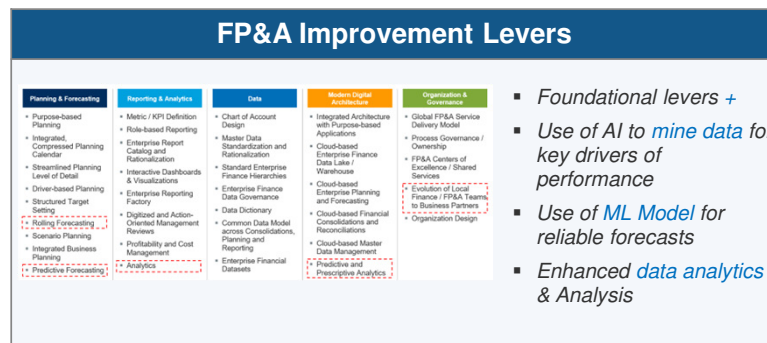 FP&A Improvement Levers
Planning & Forecasting
Purpose-based
Planning
Integrated,
Compressed Planning
Calendar
Streamlined Planning
Level of Detail
Driver-based Planning
Structured Target
Setting
Rolling Forecasting
Scenario Planning
Integrated Business
Planning
Predictive Forecasting
Reporting & Analytics
Metric / KPI Definition
Role-based Reporting
Enterprise Report
Catalog and
Rationalization
Interactive Dashboards
& Visualizations
Enterprise Reporting
Factory
Digitized and Action-
Oriented Management
Reviews
Profitability and Cost
Management
Analytics
Data
Chart of Account
Design
Master Data
Standardization and
Rationalization
Standard Enterprise
Finance Hierarchies
Enterprise Finance
Data Governance
Data Dictionary
Common Data Model
across Consolidations,
Planning and
Reporting
Enterprise Financial
Datasets
Modern Digital
Architecture
Integrated Architecture
with Purpose-based
Applications
Cloud-based
Enterprise Finance
Data Lake /
Warehouse
Cloud-based
Enterprise Planning
and Forecasting
Cloud-based Financial
Consolidations and
Reconciliations
Cloud-based Master
Data Management
Predictive and
Prescriptive Analytics
Organization &
Governance
Global FP&A Service
Delivery Model
Process Governance /
Ownership
FP&A Centers of
Excellence / Shared
Services
Evolution of Local
Finance / FP&A Teams
to Business Partners
Organization Design
Foundational levers +
Use of AI to mine data fo
key drivers of
performance
Use of ML Model for
reliable forecasts
Enhanced data analytics
& Analysis